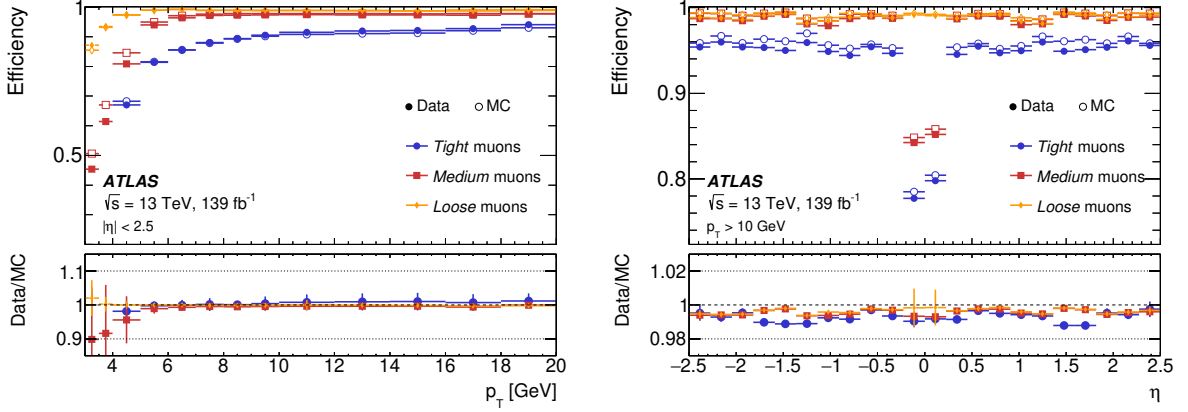 Efficiency
1
0.5
Data MC
Tight muons
Medium muons
Loose muons
ATLAS
√s = 13 TeV, 139 fb⁻¹
|η| < 2.5
Data/MC
1.1
1
0.9
4 6 8 10 12 14 16 18 20
p_T [GeV]
Efficiency
1
0.9
0.8
Data MC
Tight muons
Medium muons
Loose muons
ATLAS
√s = 13 TeV, 139 fb⁻¹
p_T > 10 GeV
Data/MC
1.02
1
0.98
−2.5 −2 −1.5 −1 −0.5 0 0.5 1 1.5 2 2.5
η